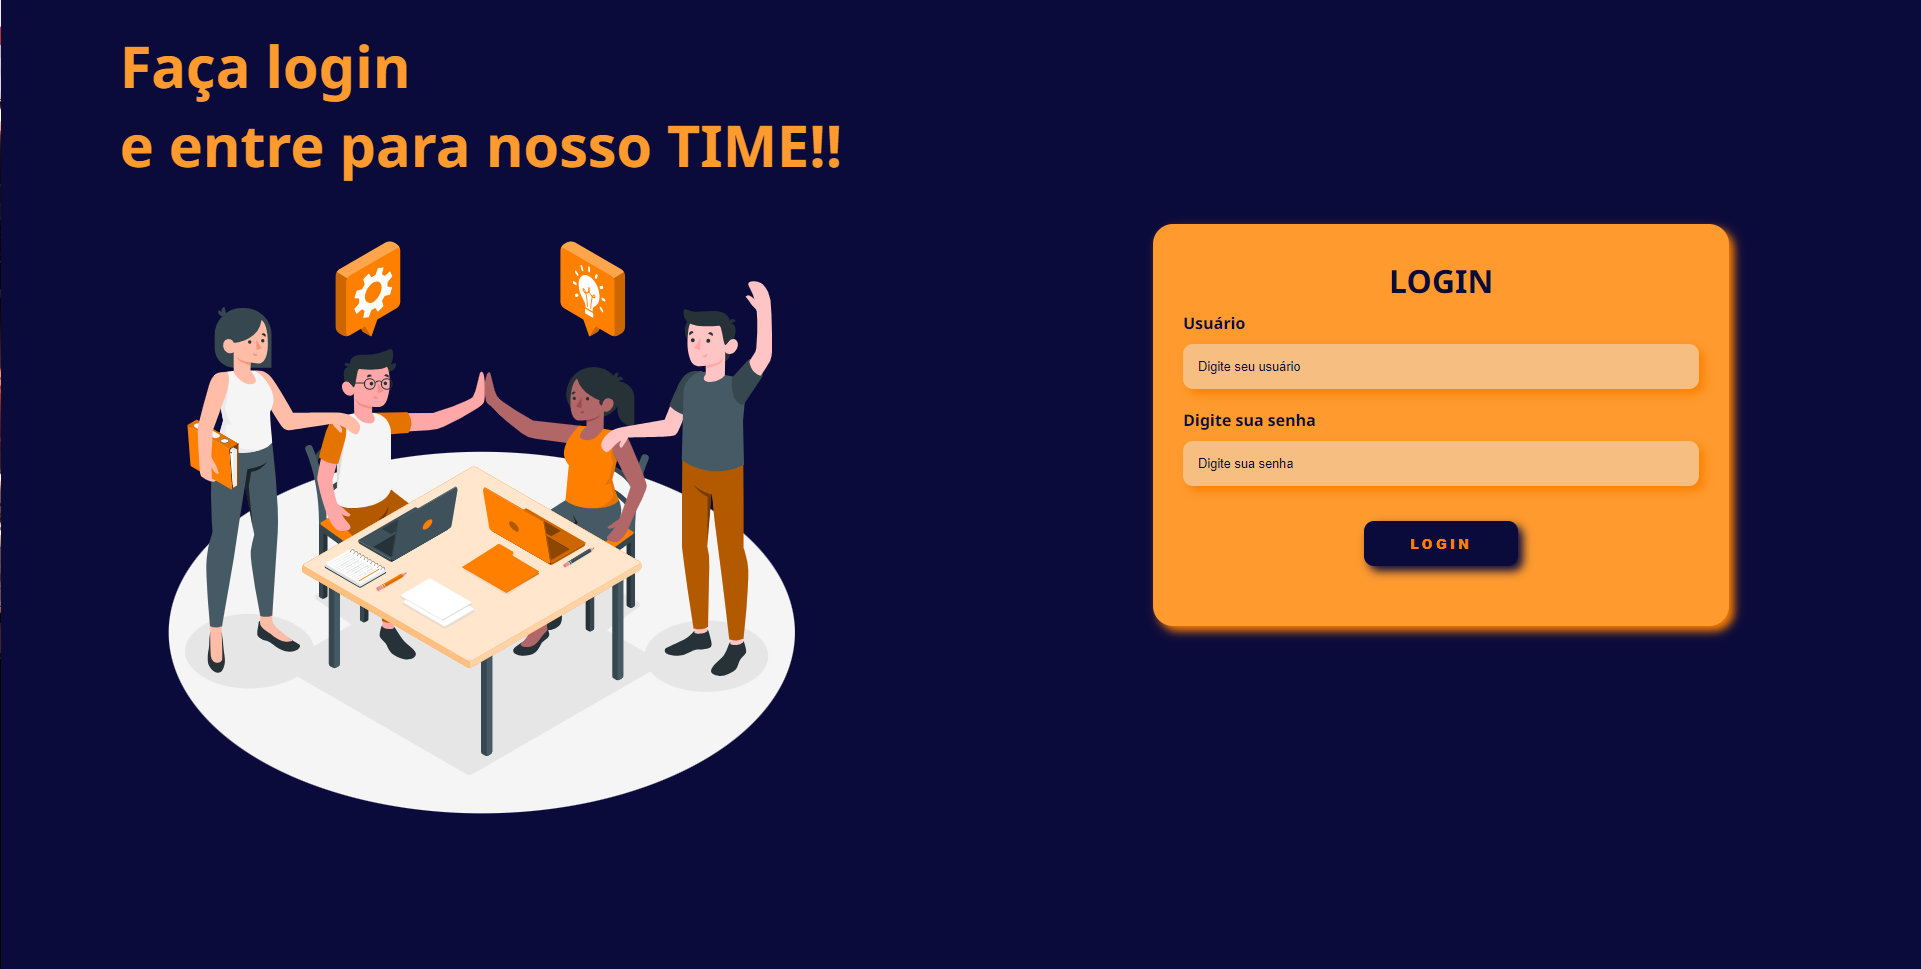 Faça login
e entre para nosso TIME!!
LOGIN
Usuário
Digite seu usuário
Digite sua senha
Digite sua senha
LOGIN